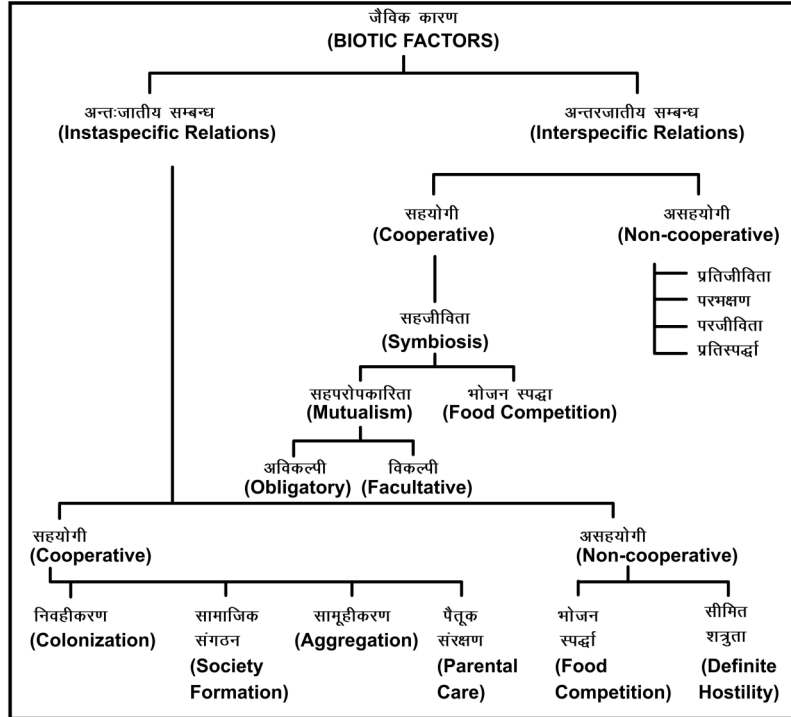 जैविक कारण
(BIOTIC FACTORS)
अन्तःजातीय सम्बन्ध
(Instaspecific Relations)
अन्तरजातीय सम्बन्ध
(Interspecific Relations)
सहयोगी
(Cooperative)
असहयोगी
(Non-cooperative)
प्रतिजीविता
परभक्षण
परजीविता
प्रतिस्पर्द्धा
सहजीविता
(Symbiosis)
सहपरोपकारिता
(Mutualism)
भोजन स्पद्धा
(Food Competition)
अविकल्पी
(Obligatory)
विकल्पी
(Facultative)
सहयोगी
(Cooperative)
असहयोगी
(Non-cooperative)
निवहीकरण
(Colonization)
सामाजिक
संगठन
(Society
Formation)
सामूहीकरण
(Aggregation)
पैतूक
संरक्षण
(Parental
Care)
भोजन
स्पर्द्धा
(Food
Competition)
सीमित
शत्रुता
(Definite
Hostility)